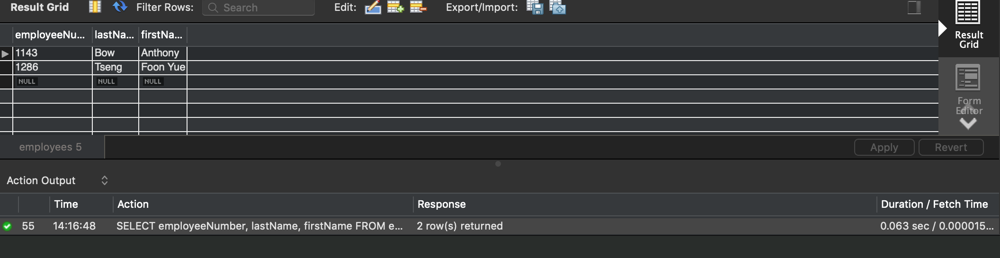 Result Grid Filter Rows: Search Edit: Export/Import:
employeeNu... lastNa... firstNa...
1143 Bow Anthony
1286 Tseng Foon Yue
NULL NULL NULL
Result
Grid
Form
Editor
employees 5 Apply Revert
Action Output
Time Action Response Duration / Fetch Time
55 14:16:48 SELECT employeeNumber, lastName, firstName FROM e... 2 row(s) returned 0.063 sec / 0.000015...